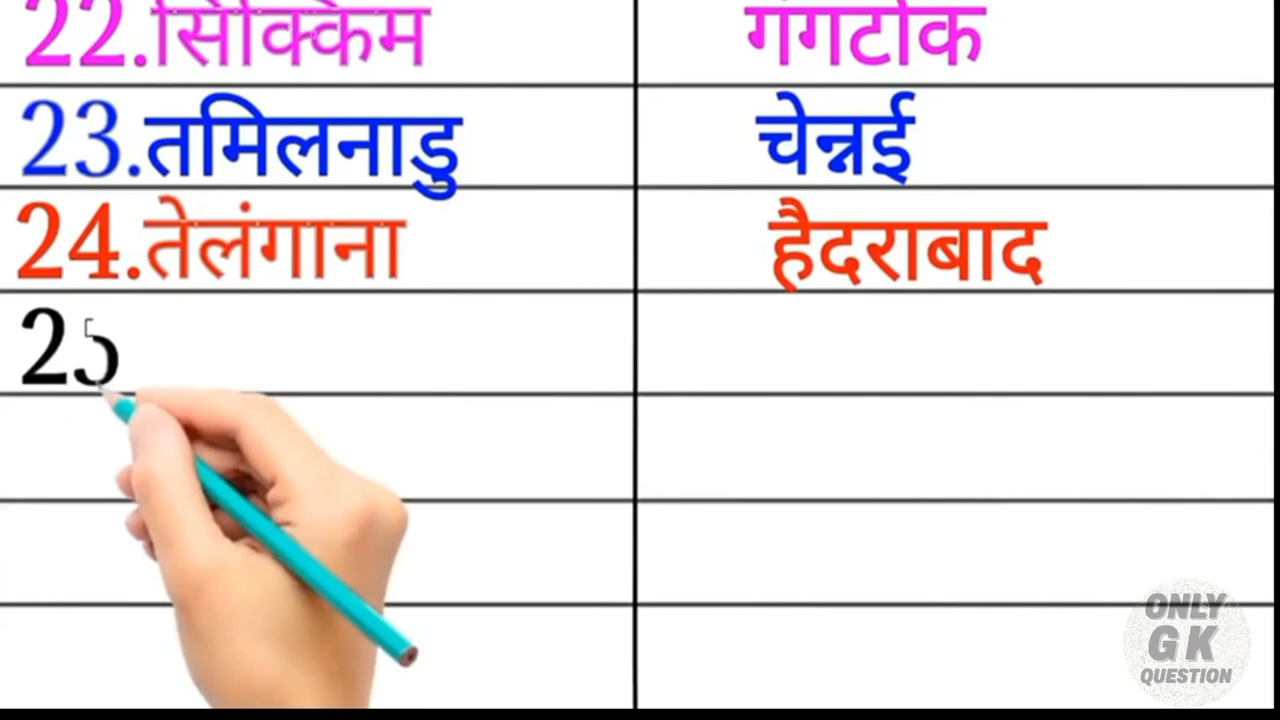 22.सिक्किम गंगटोक
23.तमिलनाडु चेन्नई
24.तेलंगाना हैदराबाद
25
ONLY
GK
QUESTION